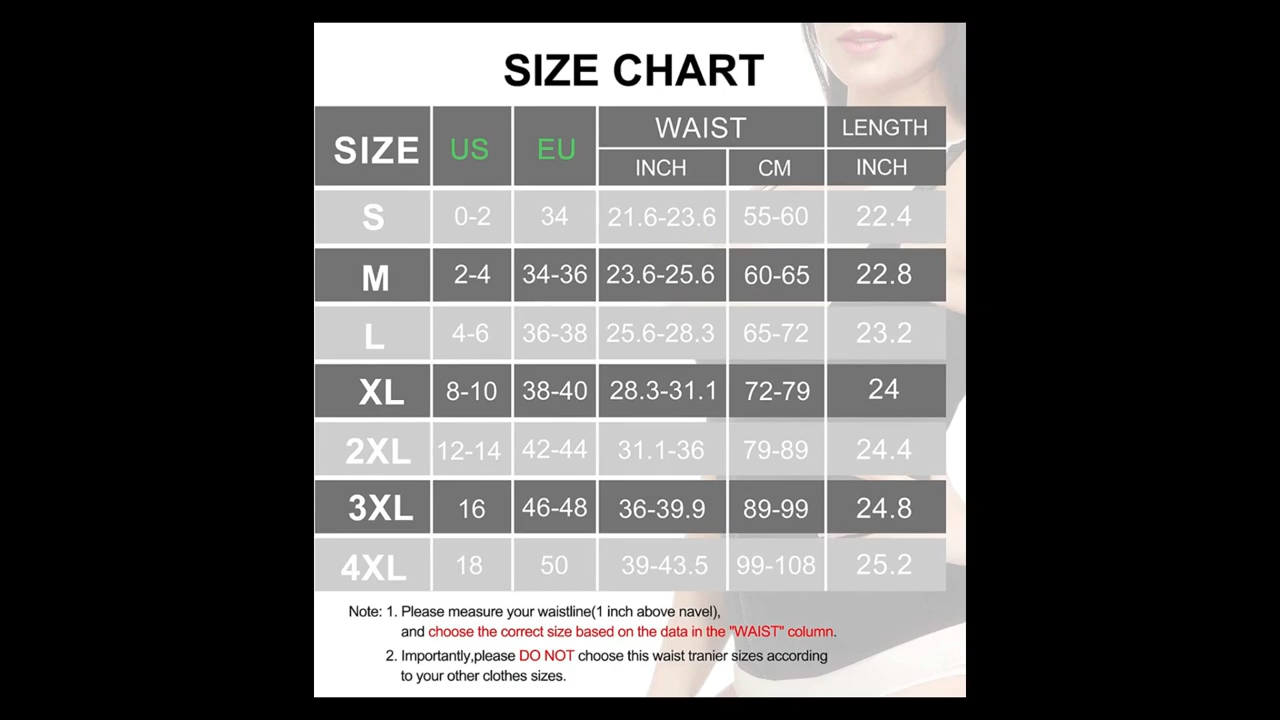 SIZE CHART
SIZE US EU WAIST LENGTH
INCH CM INCH
S 0-2 34 21.6-23.6 55-60 22.4
M 2-4 34-36 23.6-25.6 60-65 22.8
L 4-6 36-38 25.6-28.3 65-72 23.2
XL 8-10 38-40 28.3-31.1 72-79 24
2XL 12-14 42-44 31.1-36 79-89 24.4
3XL 16 46-48 36-39.9 89-99 24.8
4XL 18 50 39-43.5 99-108 25.2
Note: 1. Please measure your waistline(1 inch above navel),
and choose the correct size based on the data in the "WAIST" column.
2. Importantly,please DO NOT choose this waist tranier sizes according
to your other clothes sizes.